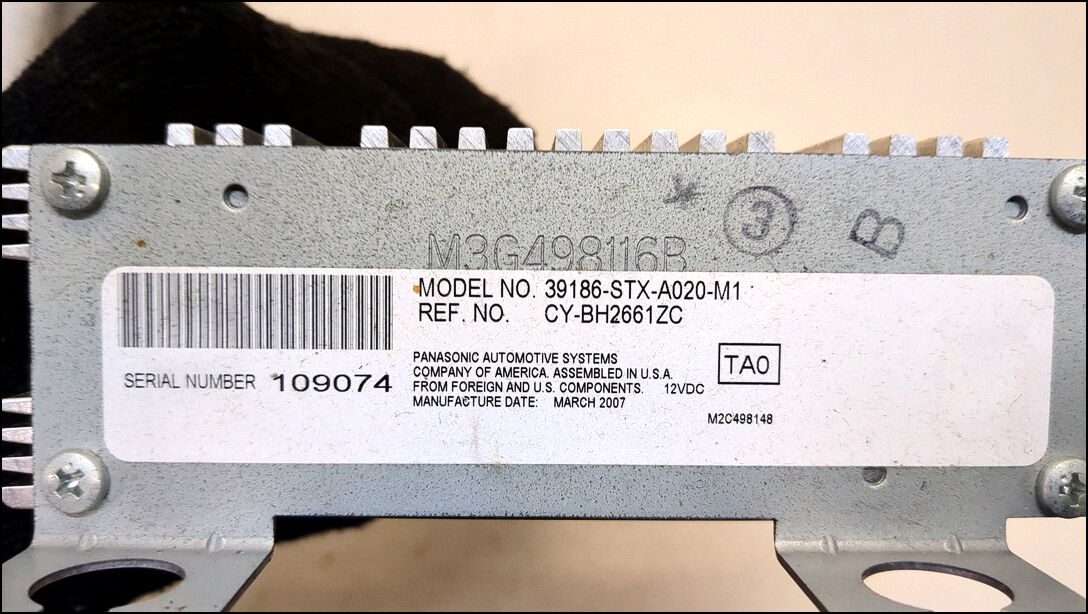 3
B
M3G498116B
MODEL NO. 39186-STX-A020-M1
REF. NO. CY-BH2661ZC
PANASONIC AUTOMOTIVE SYSTEMS
COMPANY OF AMERICA. ASSEMBLED IN U.S.A.
FROM FOREIGN AND U.S. COMPONENTS. 12VDC
MANUFACTURE DATE: MARCH 2007
TA0
SERIAL NUMBER 109074
M2C498148